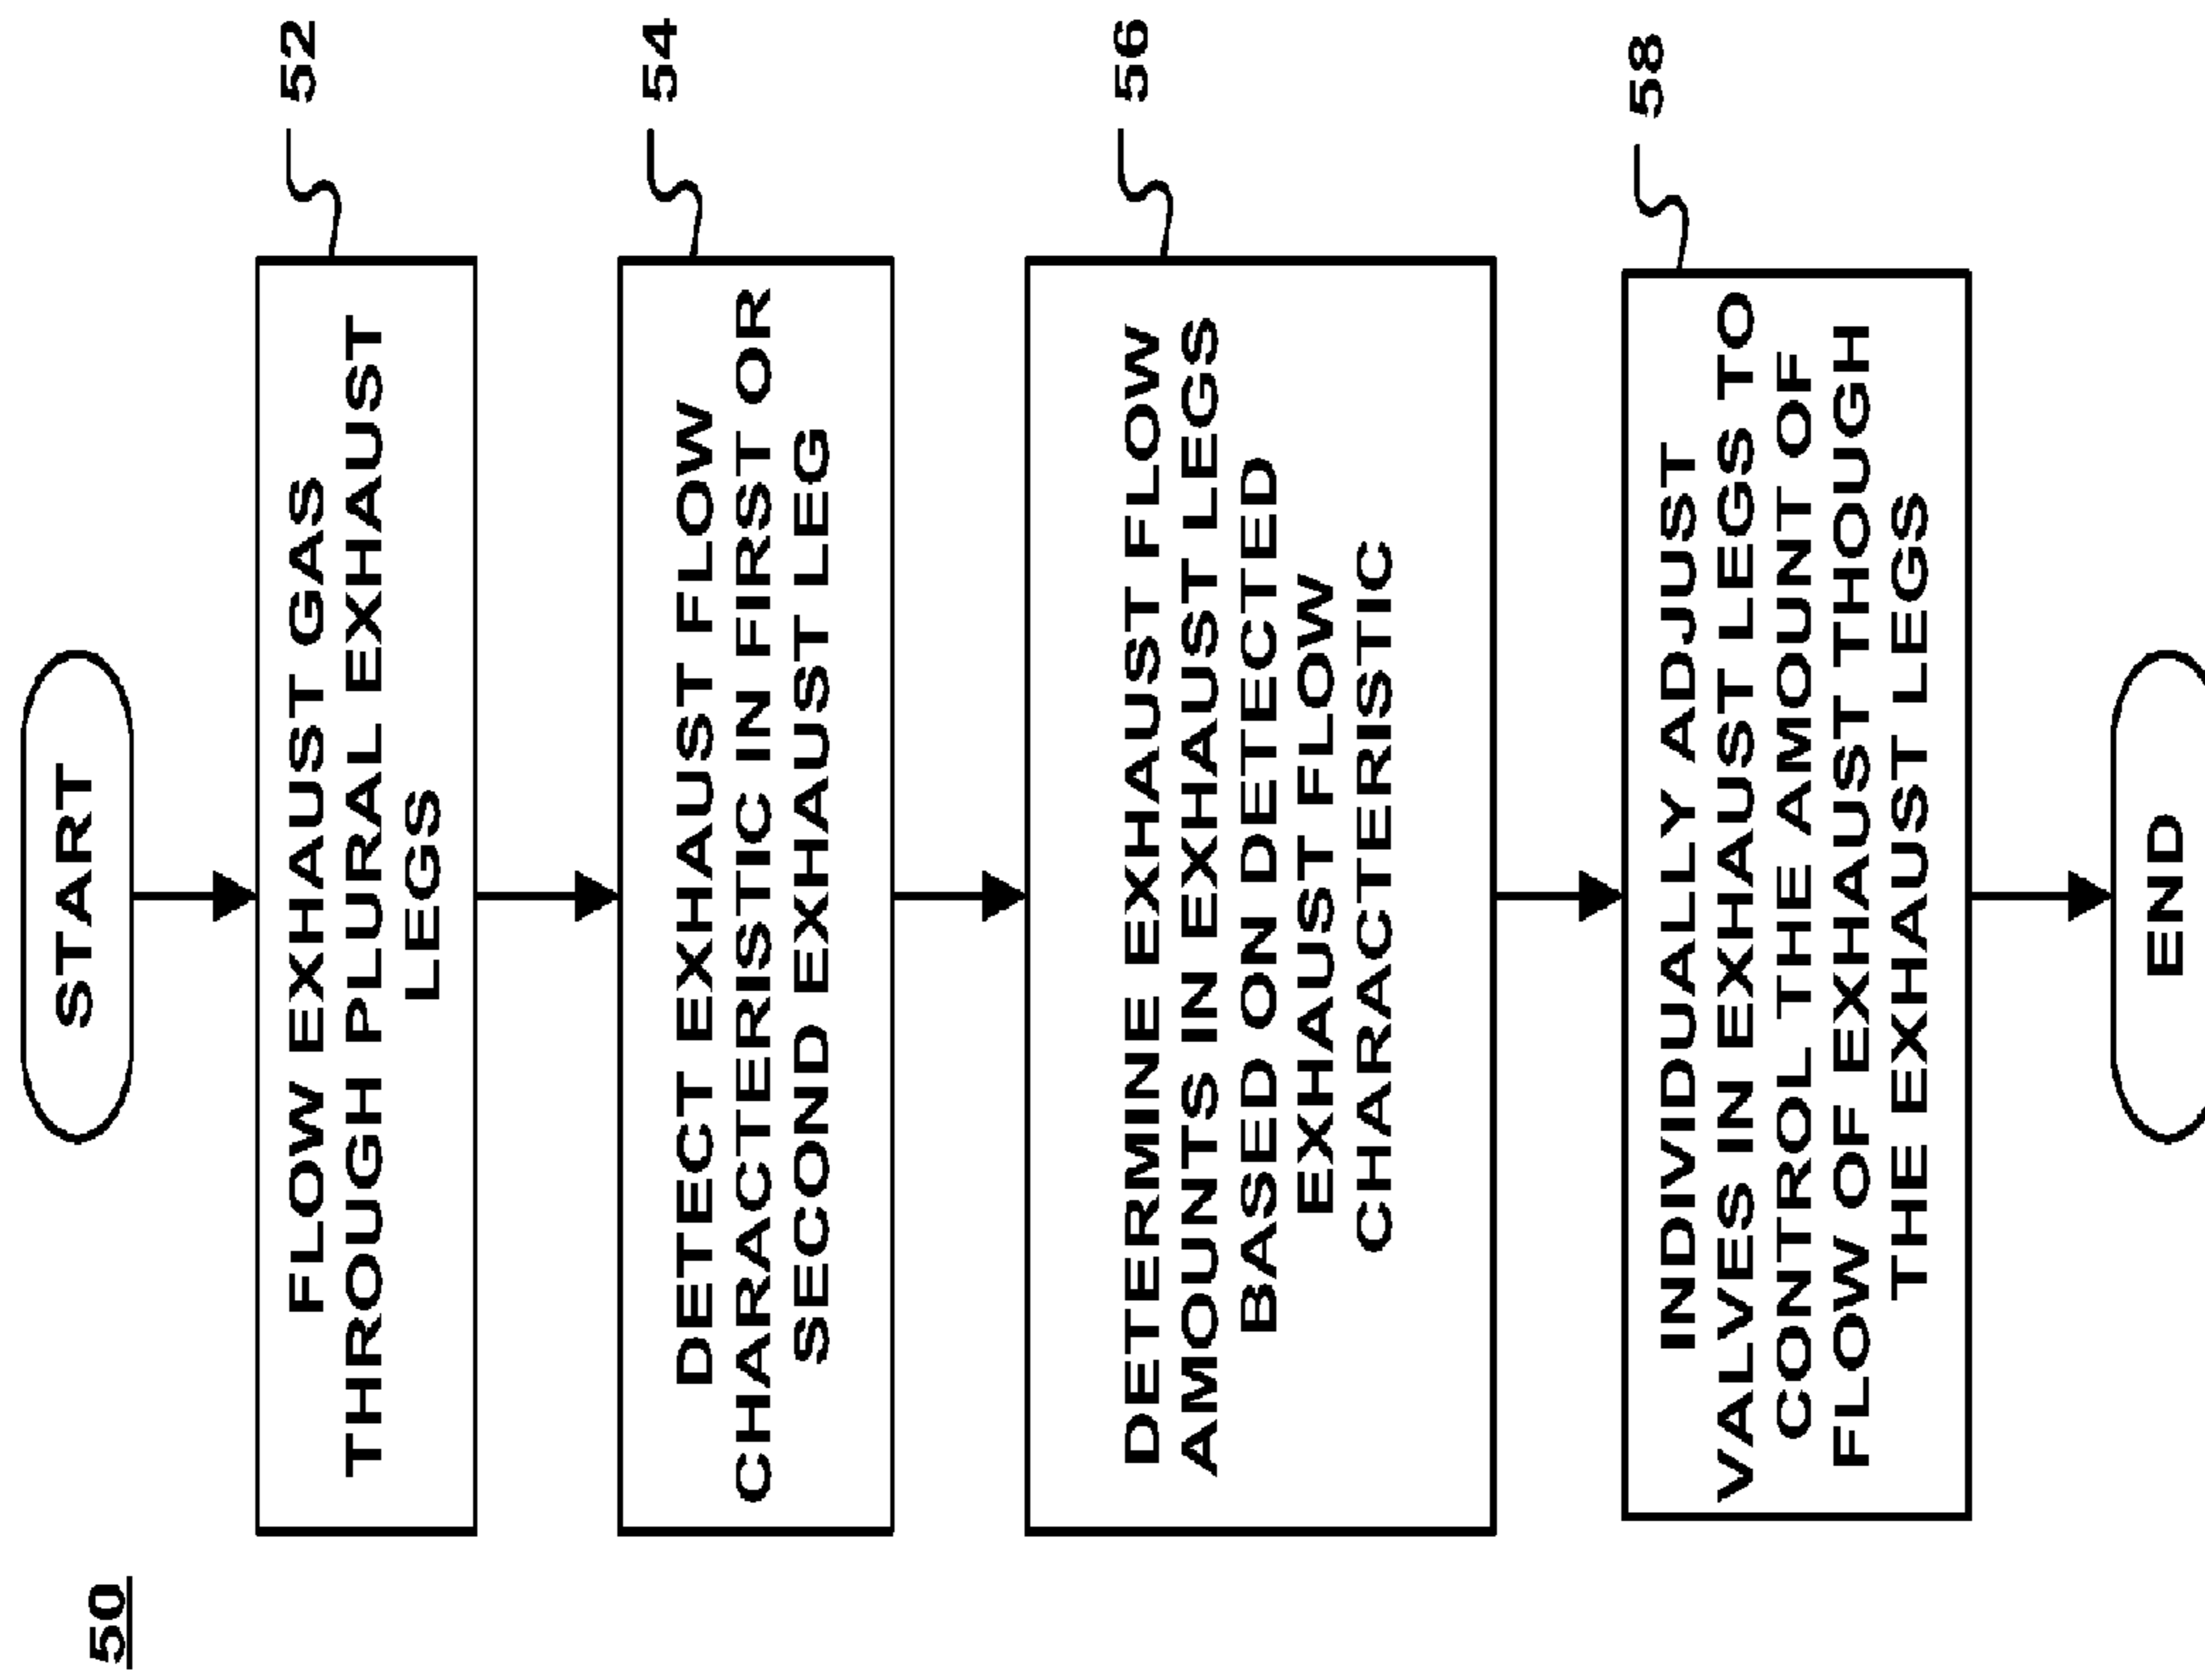 50
START
52
FLOW EXHAUST GAS
THROUGH PLURAL EXHAUST
LEGS
54
DETECT EXHAUST FLOW
CHARACTERISTIC IN FIRST OR
SECOND EXHAUST LEG
56
DETERMINE EXHAUST FLOW
AMOUNTS IN EXHAUST LEGS
BASED ON DETECTED
EXHAUST FLOW
CHARACTERISTIC
58
INDIVIDUALLY ADJUST
VALVES IN EXHAUST LEGS TO
CONTROL THE AMOUNT OF
FLOW OF EXHAUST THOUGH
THE EXHAUST LEGS
END